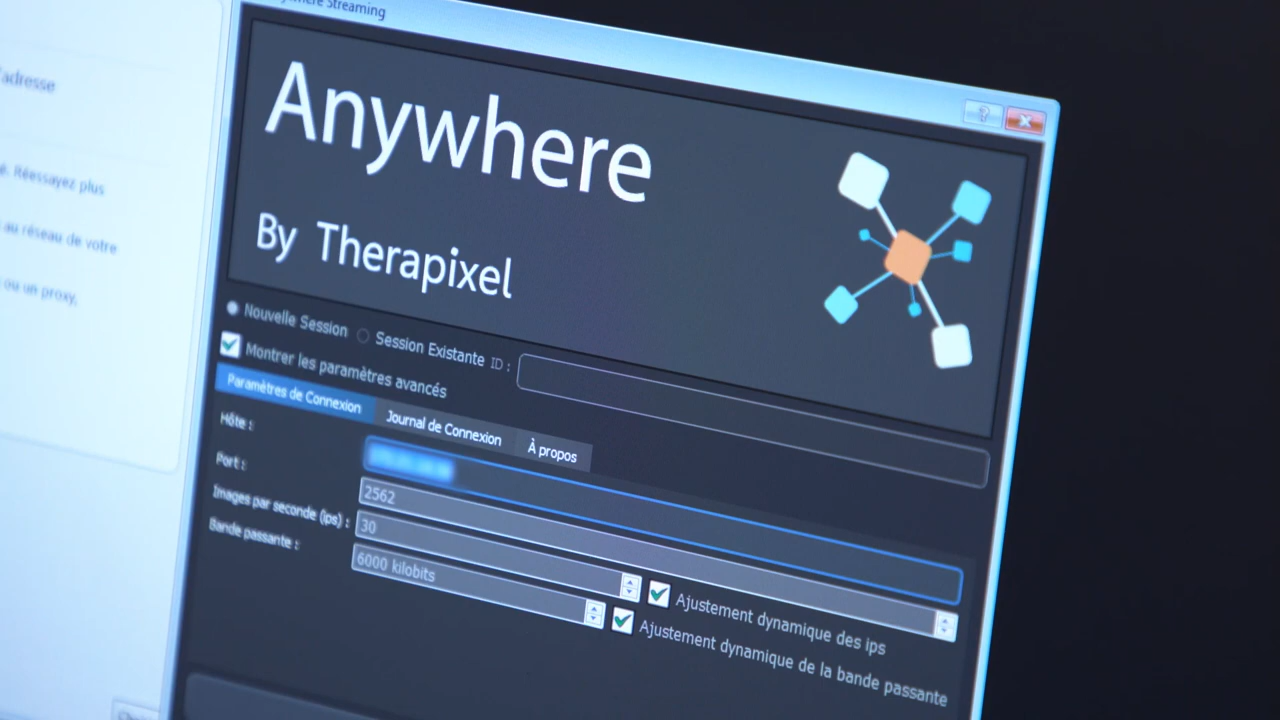 Streaming
Anywhere
By Therapixel
Nouvelle Session
Session Existante
ID :
Montrer les paramètres avancés
Paramètres de Connexion
Journal de Connexion
À propos
Hôte :
Port :
2562
Images par seconde (ips) :
30
Ajustement dynamique des ips
Bande passante :
6000 kilobits
Ajustement dynamique de la bande passante
'adresse
Réessayez plus
au réseau de votre
ou un proxy,